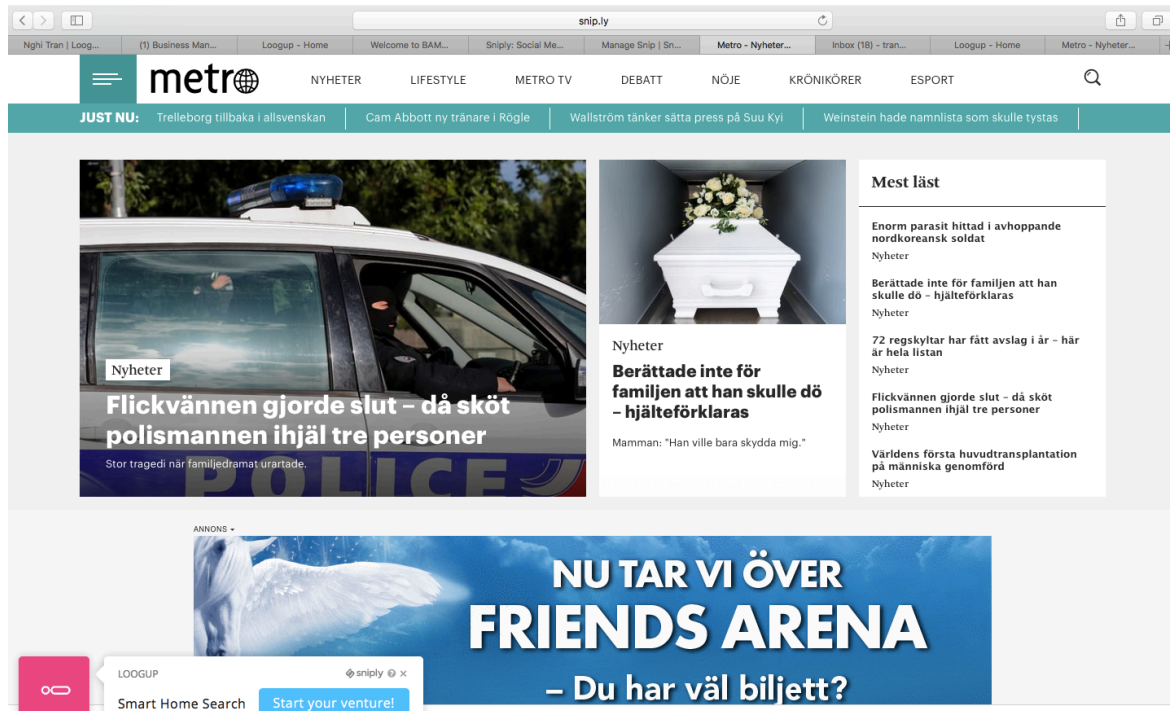 snip.ly
Nghi Tran | Loog...
(1) Business Man...
Loogup - Home
Welcome to BAM...
Sniply: Social Me...
Manage Snip | Sn...
Metro - Nyheter...
Inbox (18) - tran...
Loogup - Home
Metro - Nyheter...
metro
NYHETER
LIFESTYLE
METRO TV
DEBATT
NÖJE
KRÖNIKÖRER
ESPORT
JUST NU:
Trelleborg tillbaka i allsvenskan
Cam Abbott ny tränare i Rögle
Wallström tänker sätta press på Suu Kyi
Weinstein hade namnlista som skulle tystas
Nyheter
Flickvännen gjorde slut – då sköt
polismannen ihjäl tre personer
Stor tragedi när familjedramat urartade.
POLICE
Nyheter
Berättade inte för
familjen att han skulle dö
– hjälteförklaras
Mamman: "Han ville bara skydda mig."
Mest läst
Enorm parasit hittad i avhoppande
nordkoreansk soldat
Nyheter
Berättade inte för familjen att han
skulle dö – hjälteförklaras
Nyheter
72 regskyltar har fått avslag i år – här
är hela listan
Nyheter
Flickvännen gjorde slut – då sköt
polismannen ihjäl tre personer
Nyheter
Världens första huvudtransplantation
på människa genomförd
Nyheter
ANNONS
NU TAR VI ÖVER
FRIENDS ARENA
– Du har väl biljett?
LOOGUP
sniply
Smart Home Search
Start your venture!